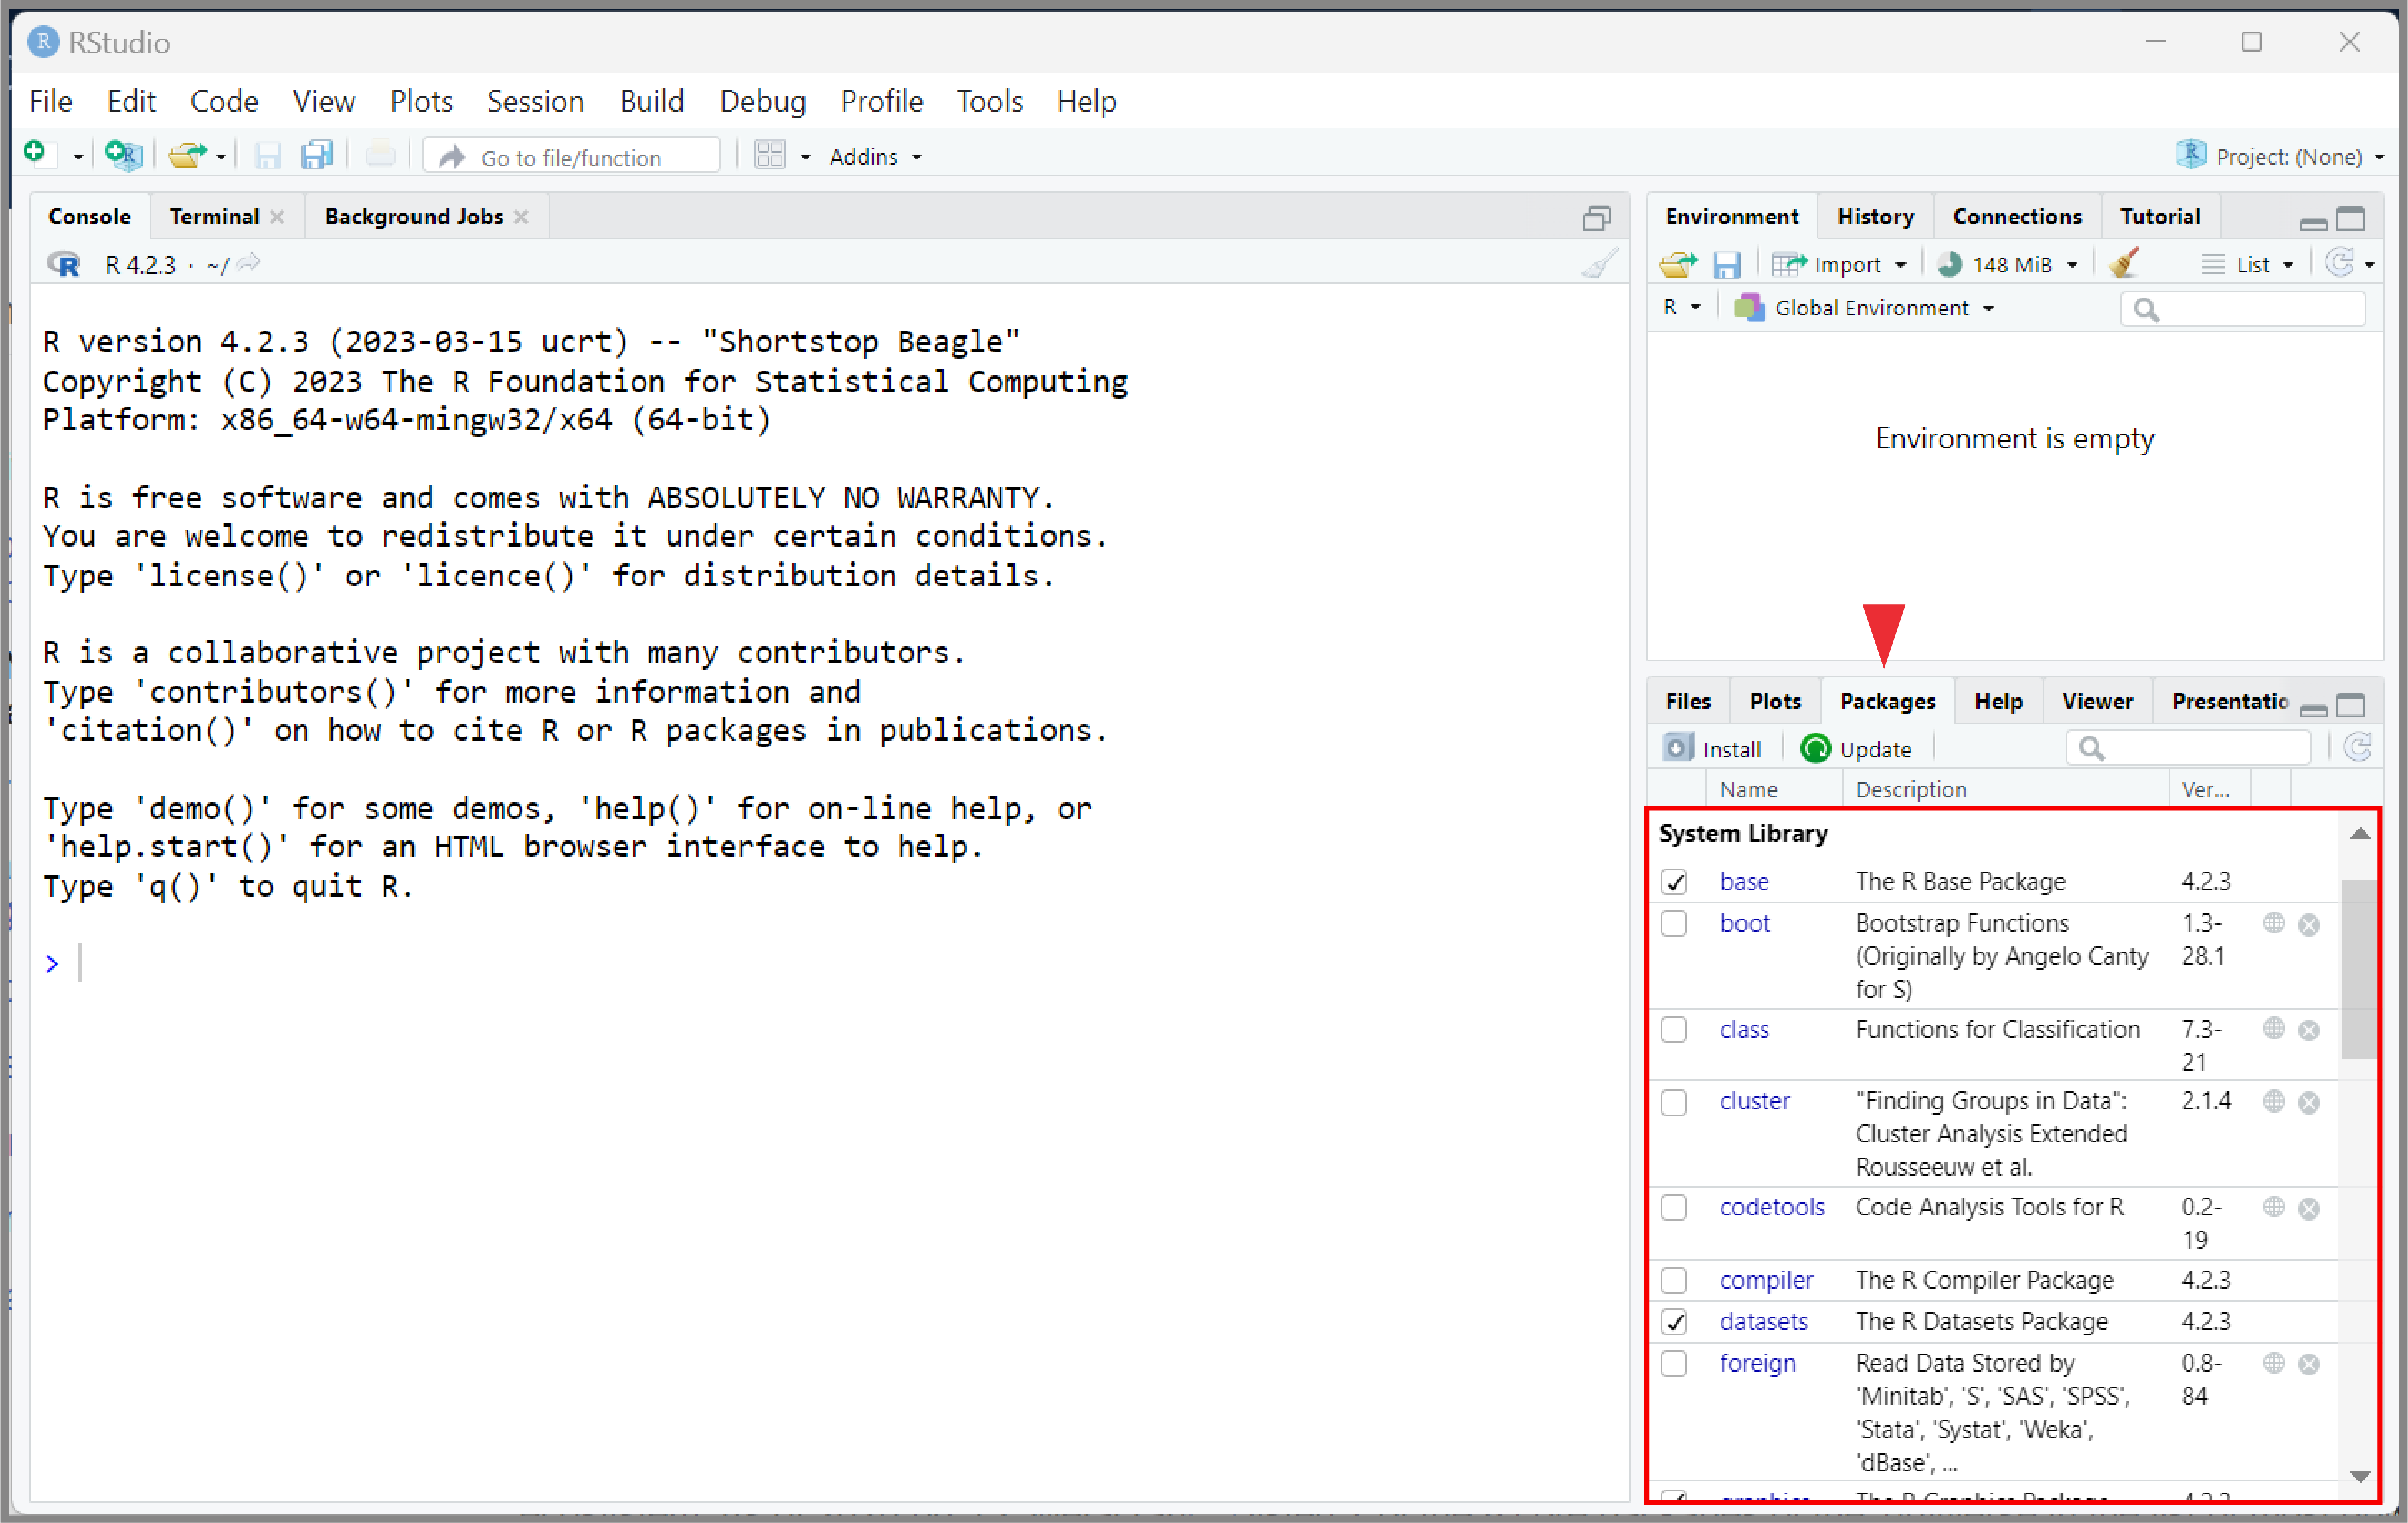 RStudio
File Edit Code View Plots Session Build Debug Profile Tools Help
Go to file/function Addins Project: (None)
Console Terminal Background Jobs
R 4.2.3 · ~/
R version 4.2.3 (2023-03-15 ucrt) -- "Shortstop Beagle"
Copyright (C) 2023 The R Foundation for Statistical Computing
Platform: x86_64-w64-mingw32/x64 (64-bit)
R is free software and comes with ABSOLUTELY NO WARRANTY.
You are welcome to redistribute it under certain conditions.
Type 'license()' or 'licence()' for distribution details.
R is a collaborative project with many contributors.
Type 'contributors()' for more information and
'citation()' on how to cite R or R packages in publications.
Type 'demo()' for some demos, 'help()' for on-line help, or
'help.start()' for an HTML browser interface to help.
Type 'q()' to quit R.
>
Environment History Connections Tutorial
Import 148 MiB List
R Global Environment
Environment is empty
Files Plots Packages Help Viewer Presentatio
Install Update
Name Description Ver...
System Library
base The R Base Package 4.2.3
boot Bootstrap Functions 1.3-
(Originally by Angelo Canty 28.1
for S)
class Functions for Classification 7.3-
21
cluster "Finding Groups in Data": 2.1.4
Cluster Analysis Extended
Rousseeuw et al.
codetools Code Analysis Tools for R 0.2-
19
compiler The R Compiler Package 4.2.3
datasets The R Datasets Package 4.2.3
foreign Read Data Stored by 0.8-
'Minitab', 'S', 'SAS', 'SPSS', 84
'Stata', 'Systat', 'Weka',
'dBase', ...
graphics The R Graphics Package 4.2.3